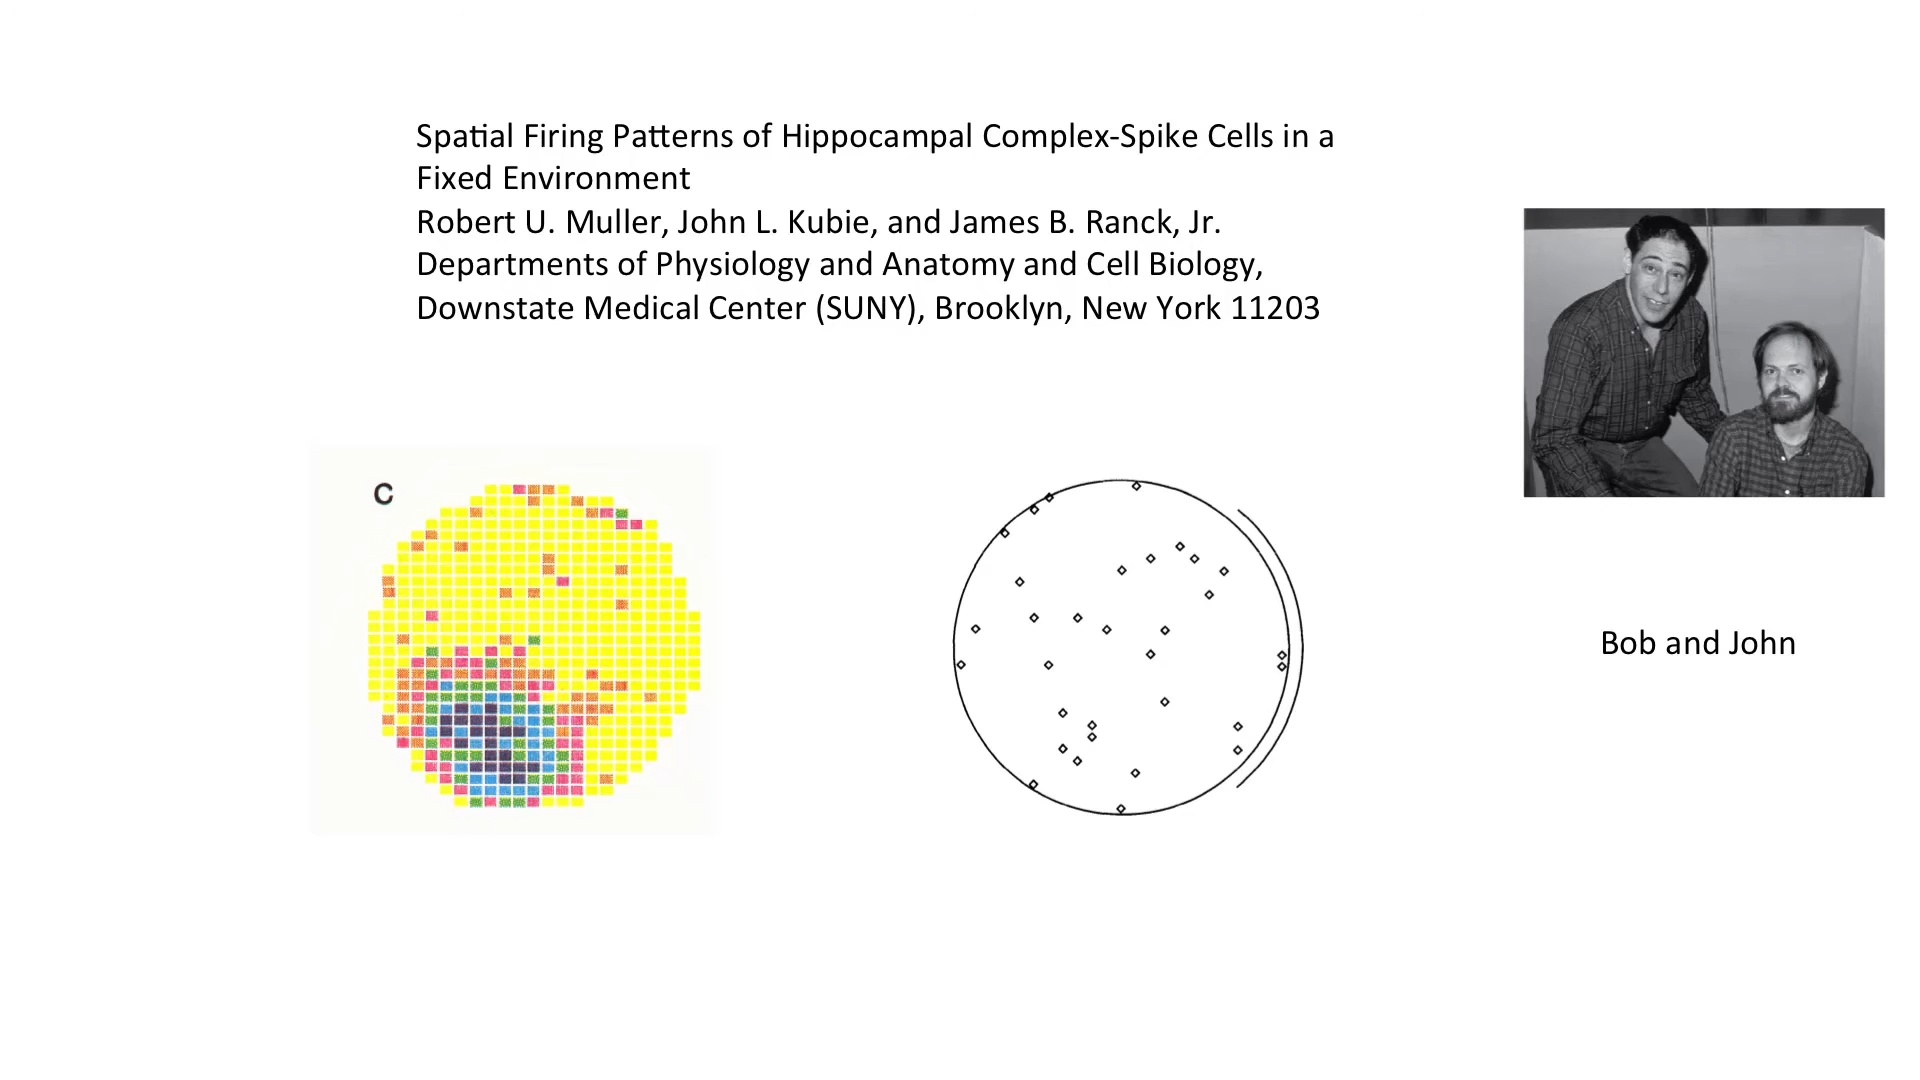 Spatial Firing Patterns of Hippocampal Complex-Spike Cells in a
Fixed Environment
Robert U. Muller, John L. Kubie, and James B. Ranck, Jr.
Departments of Physiology and Anatomy and Cell Biology,
Downstate Medical Center (SUNY), Brooklyn, New York 11203
C
Bob and John